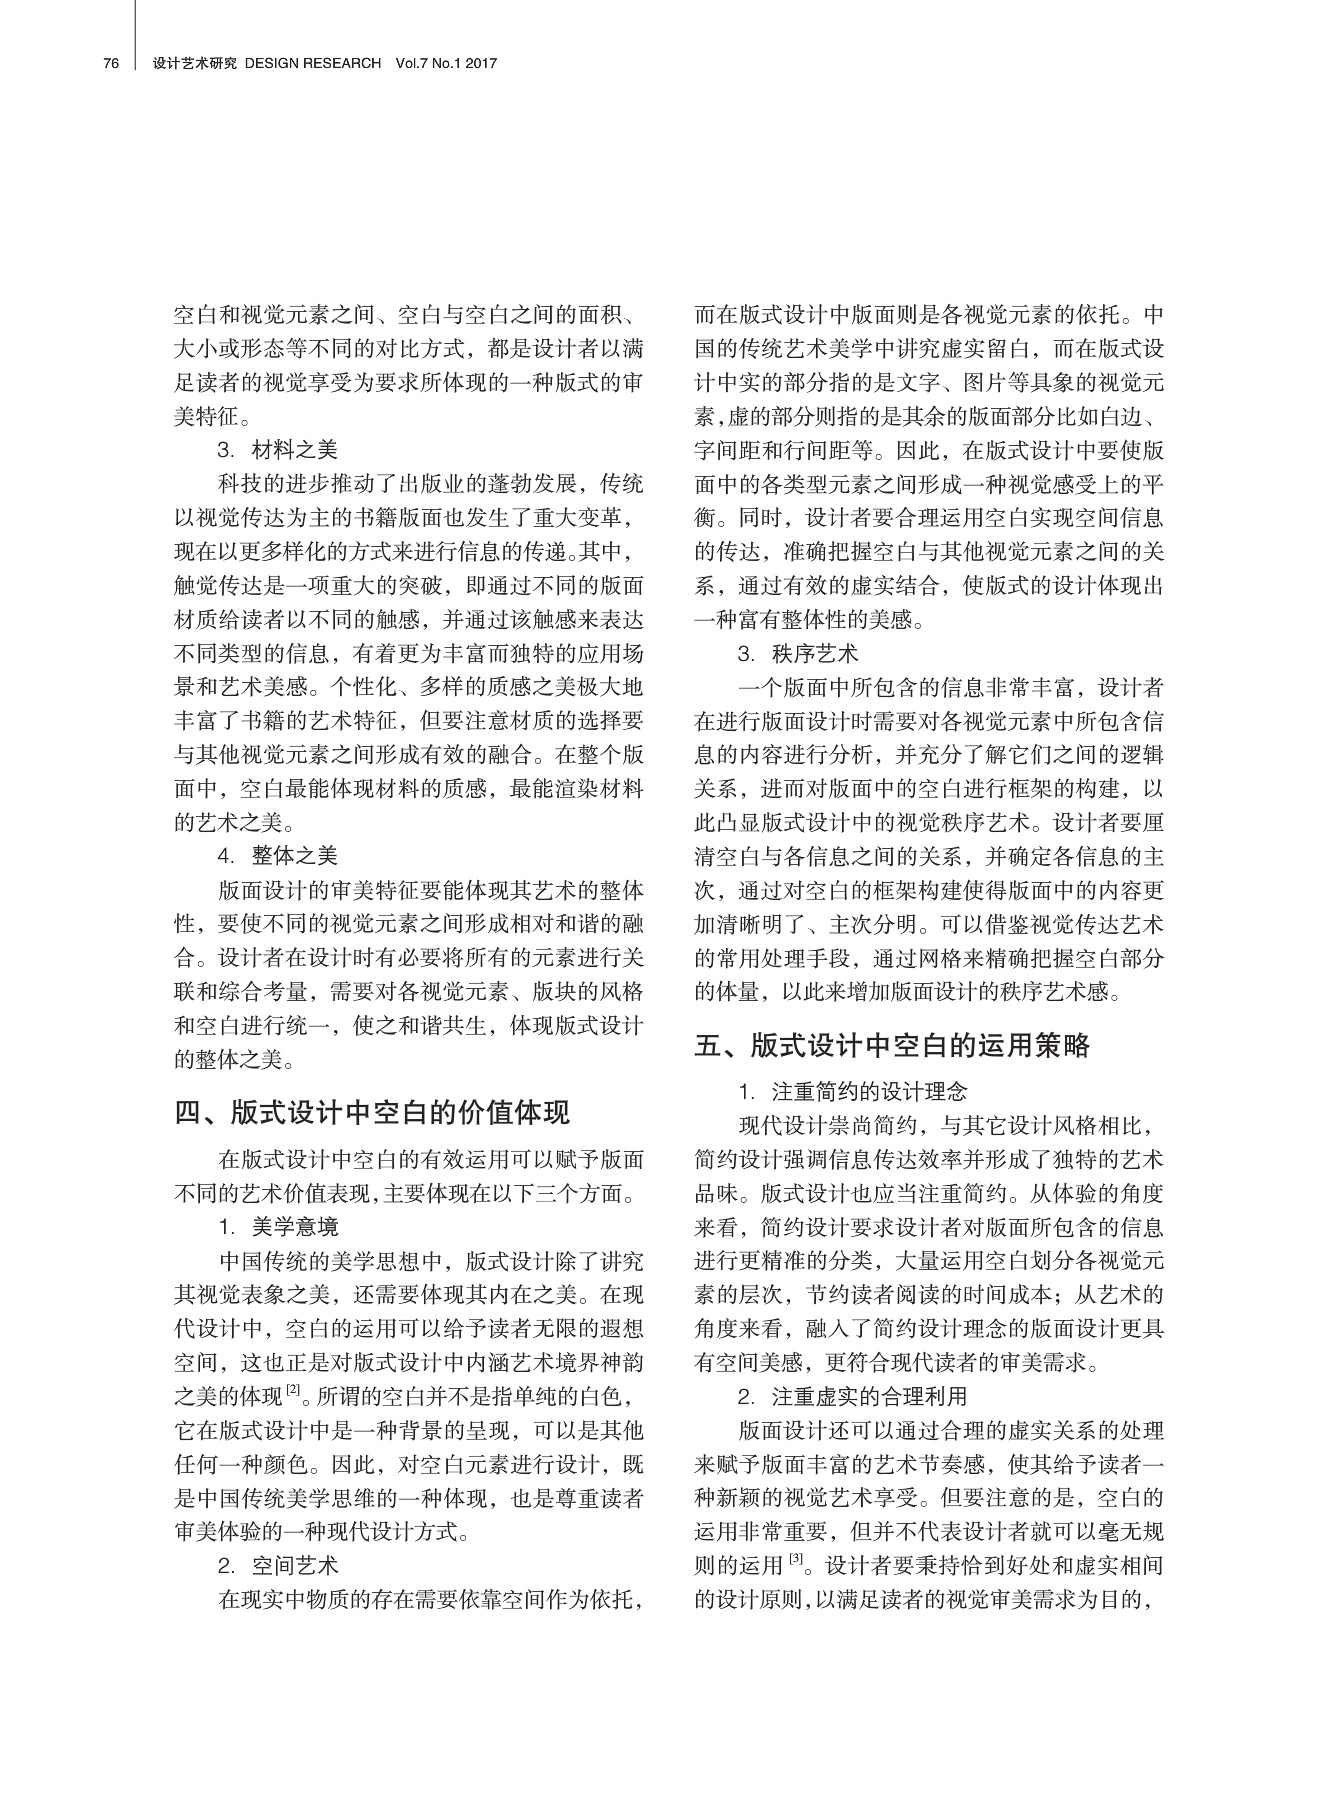 76 设计艺术研究 DESIGN RESEARCH Vol.7 No.1 2017
空白和视觉元素之间、空白与空白之间的面积、
大小或形态等不同的对比方式，都是设计者以满
足读者的视觉享受为要求所体现的一种版式的审
美特征。
3. 材料之美
科技的进步推动了出版业的蓬勃发展，传统
以视觉传达为主的书籍版面也发生了重大变革，
现在以更多样化的方式来进行信息的传递。其中，
触觉传达是一项重大的突破，即通过不同的版面
材质给读者以不同的触感，并通过该触感来表达
不同类型的信息，有着更为丰富而独特的应用场
景和艺术美感。个性化、多样的质感之美极大地
丰富了书籍的艺术特征，但要注意材质的选择要
与其他视觉元素之间形成有效的融合。在整个版
面中，空白最能体现材料的质感，最能渲染材料
的艺术之美。
4. 整体之美
版面设计的审美特征要能体现其艺术的整体
性，要使不同的视觉元素之间形成相对和谐的融
合。设计者在设计时有必要将所有的元素进行关
联和综合考量，需要对各视觉元素、版块的风格
和空白进行统一，使之和谐共生，体现版式设计
的整体之美。
四、版式设计中空白的价值体现
在版式设计中空白的有效运用可以赋予版面
不同的艺术价值表现，主要体现在以下三个方面。
1. 美学意境
中国传统的美学思想中，版式设计除了讲究
其视觉表象之美，还需要体现其内在之美。在现
代设计中，空白的运用可以给予读者无限的遐想
空间，这也正是对版式设计中内涵艺术境界神韵
之美的体现[2]。所谓的空白并不是指单纯的白色，
它在版式设计中是一种背景的呈现，可以是其他
任何一种颜色。因此，对空白元素进行设计，既
是中国传统美学思维的一种体现，也是尊重读者
审美体验的一种现代设计方式。
2. 空间艺术
在现实中物质的存在需要依靠空间作为依托，
而在版式设计中版面则是各视觉元素的依托。中
国的传统艺术美学中讲究虚实留白，而在版式设
计中实的部分指的是文字、图片等具象的视觉元
素，虚的部分则指的是其余的版面部分比如白边、
字间距和行间距等。因此，在版式设计中要使版
面中的各类型元素之间形成一种视觉感受上的平
衡。同时，设计者要合理运用空白实现空间信息
的传达，准确把握空白与其他视觉元素之间的关
系，通过有效的虚实结合，使版式的设计体现出
一种富有整体性的美感。
3. 秩序艺术
一个版面中所包含的信息非常丰富，设计者
在进行版面设计时需要对各视觉元素中所包含信
息的内容进行分析，并充分了解它们之间的逻辑
关系，进而对版面中的空白进行框架的构建，以
此凸显版式设计中的视觉秩序艺术。设计者要厘
清空白与各信息之间的关系，并确定各信息的主
次，通过对空白的框架构建使得版面中的内容更
加清晰明了、主次分明。可以借鉴视觉传达艺术
的常用处理手段，通过网格来精确把握空白部分
的体量，以此来增加版面设计的秩序艺术感。
五、版式设计中空白的运用策略
1. 注重简约的设计理念
现代设计崇尚简约，与其它设计风格相比，
简约设计强调信息传达效率并形成了独特的艺术
品味。版式设计也应当注重简约。从体验的角度
来看，简约设计要求设计者对版面所包含的信息
进行更精准的分类，大量运用空白划分各视觉元
素的层次，节约读者阅读的时间成本；从艺术的
角度来看，融入了简约设计理念的版面设计更具
有空间美感，更符合现代读者的审美需求。
2. 注重虚实的合理利用
版面设计还可以通过合理的虚实关系的处理
来赋予版面丰富的艺术节奏感，使其给予读者一
种新颖的视觉艺术享受。但要注意的是，空白的
运用非常重要，但并不代表设计者就可以毫无规
则的运用[3]。设计者要秉持恰到好处和虚实相间
的设计原则，以满足读者的视觉审美需求为目的，